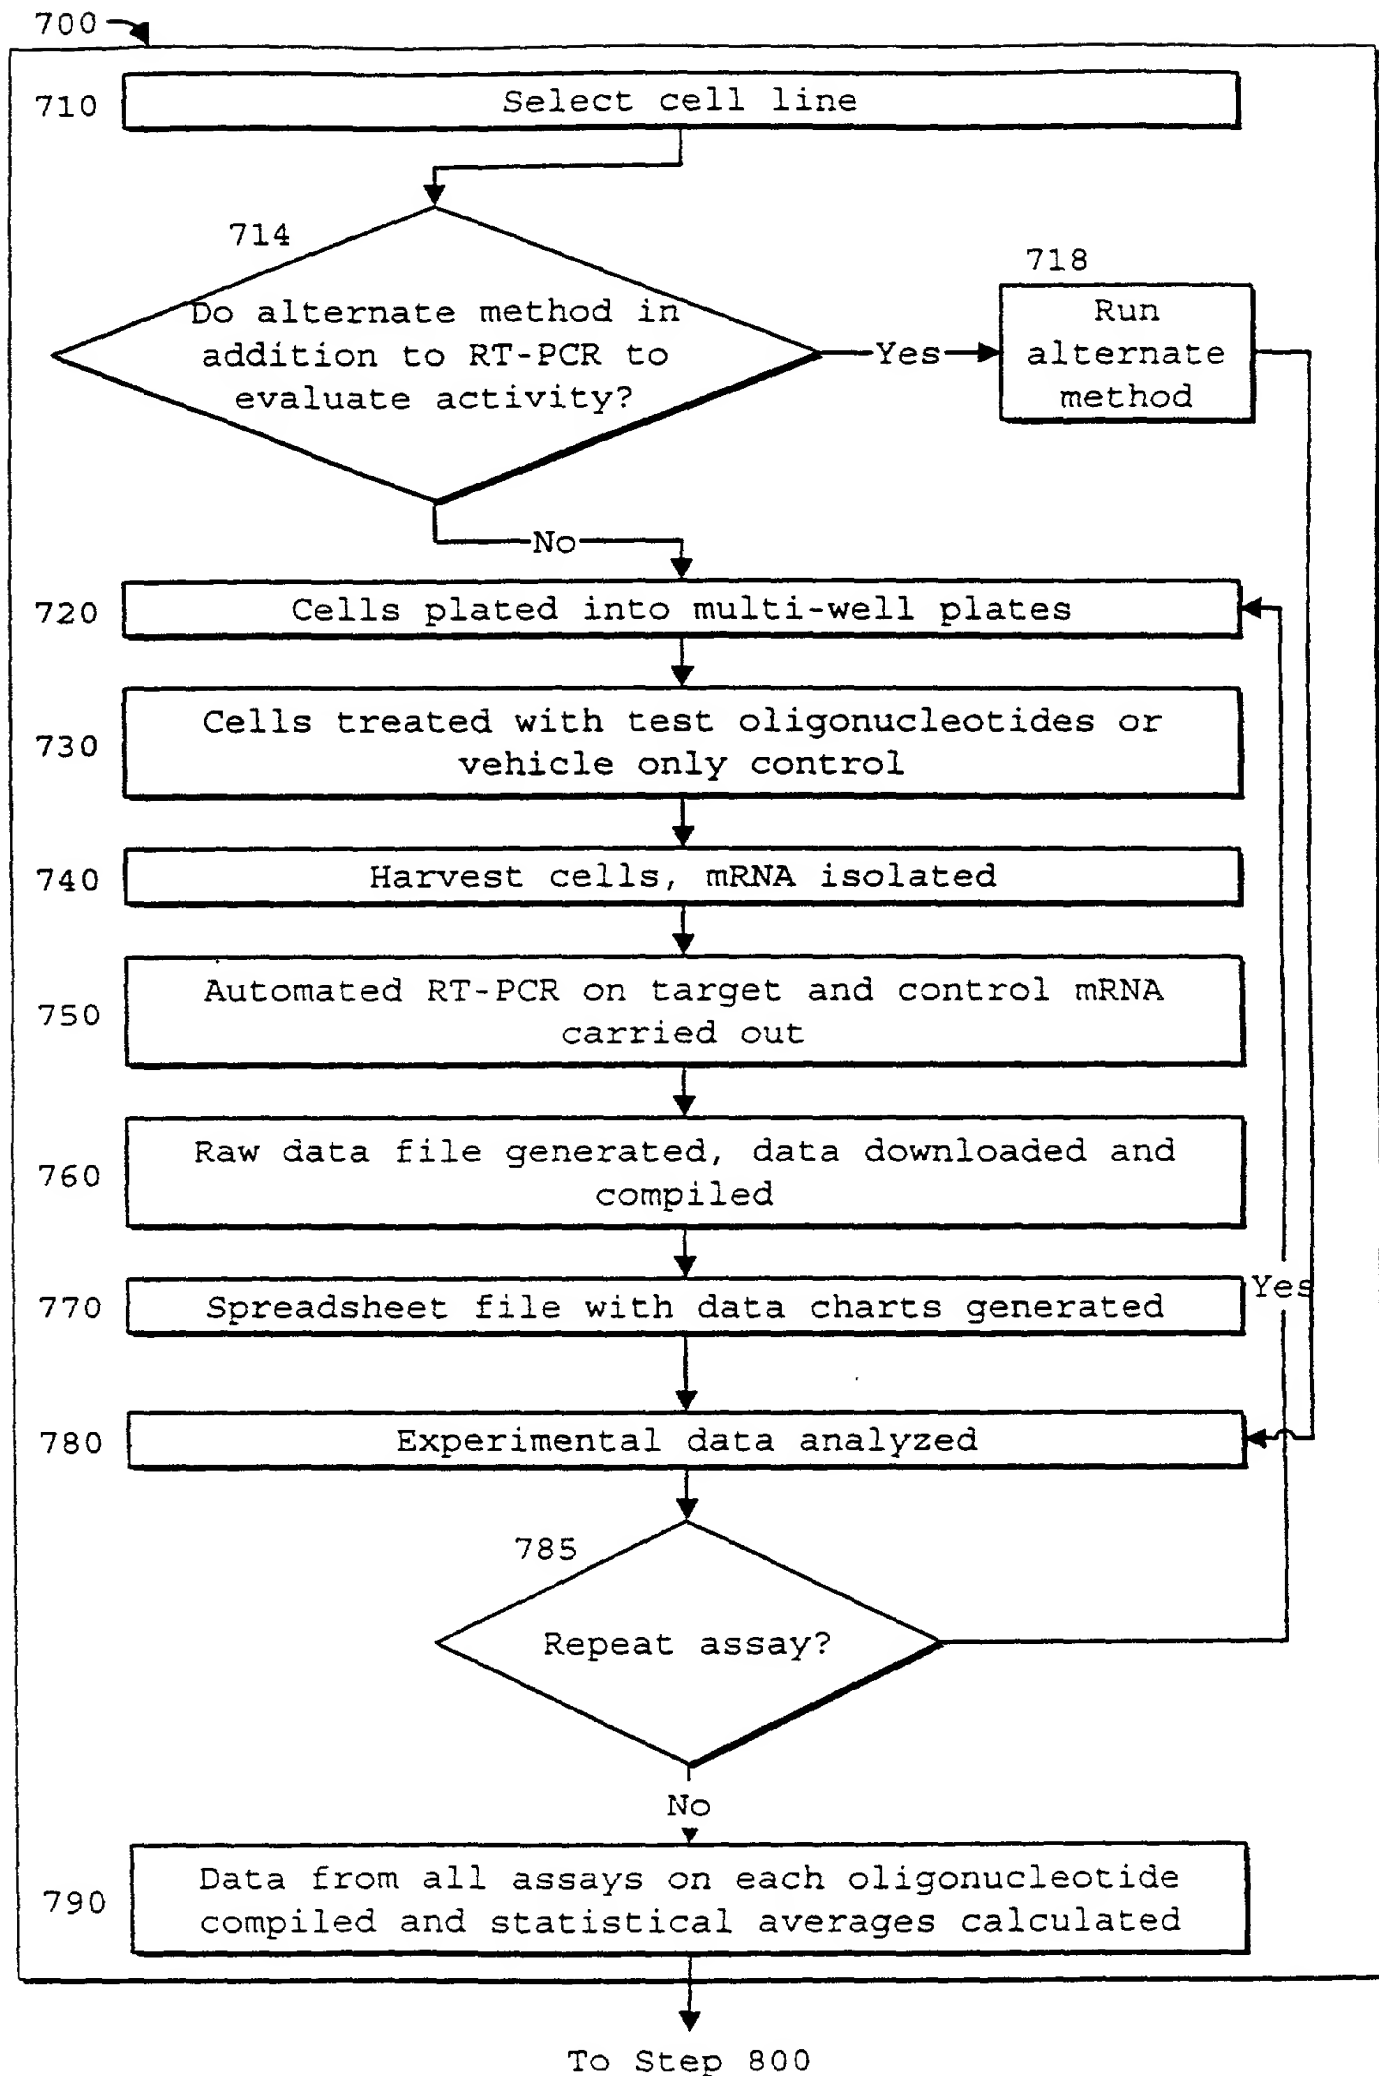 700
710
Select cell line
714
Do alternate method in
addition to RT-PCR to
evaluate activity?
Yes
718
Run
alternate
method
No
720
Cells plated into multi-well plates
730
Cells treated with test oligonucleotides or
vehicle only control
740
Harvest cells, mRNA isolated
750
Automated RT-PCR on target and control mRNA
carried out
760
Raw data file generated, data downloaded and
compiled
770
Spreadsheet file with data charts generated
Yes
780
Experimental data analyzed
785
Repeat assay?
No
790
Data from all assays on each oligonucleotide
compiled and statistical averages calculated
To Step 800